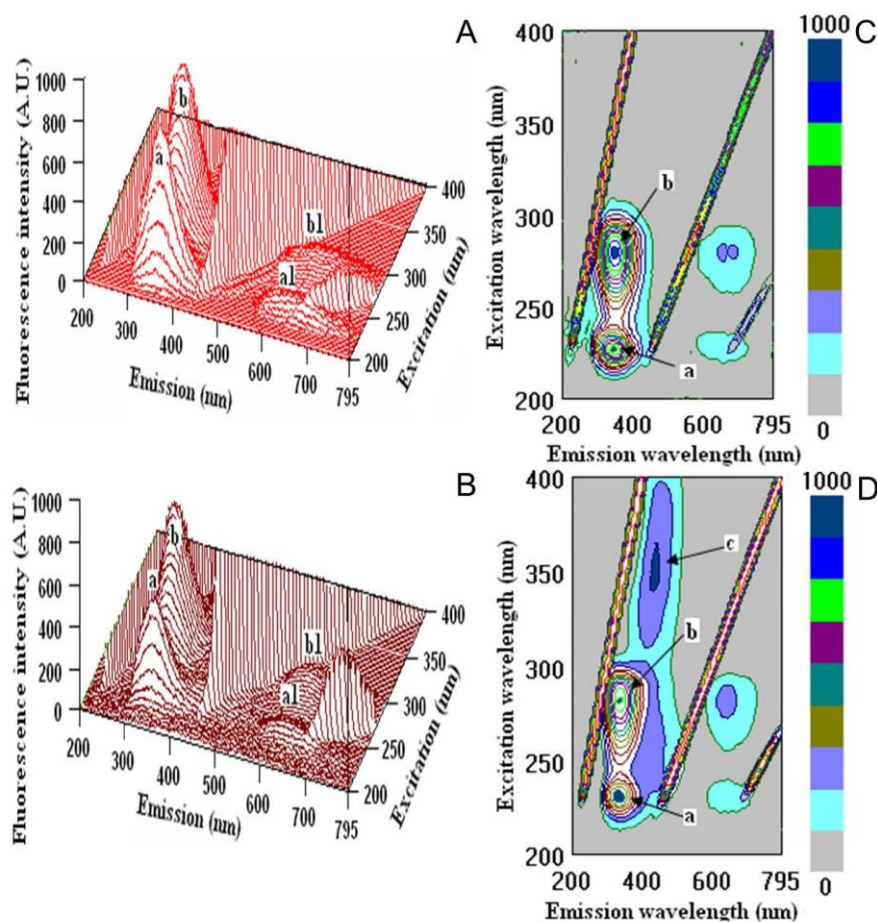 A
Fluorescence intensity (A.U.)
1000
800
600
400
200
0
a
b
a1
b1
200
300
400
500
600
700
795
Emission (nm)
200
250
300
350
400
Excitation (nm)
C
Excitation wavelength (nm)
400
350
300
250
200
b
a
200
400
600
795
Emission wavelength (nm)
1000
0
B
Fluorescence intensity (A.U.)
1000
800
600
400
200
0
a
b
a1
b1
200
300
400
500
600
700
795
Emission (nm)
200
250
300
350
400
Excitation (nm)
D
Excitation wavelength (nm)
400
350
300
250
200
c
b
a
200
400
600
795
Emission wavelength (nm)
1000
0